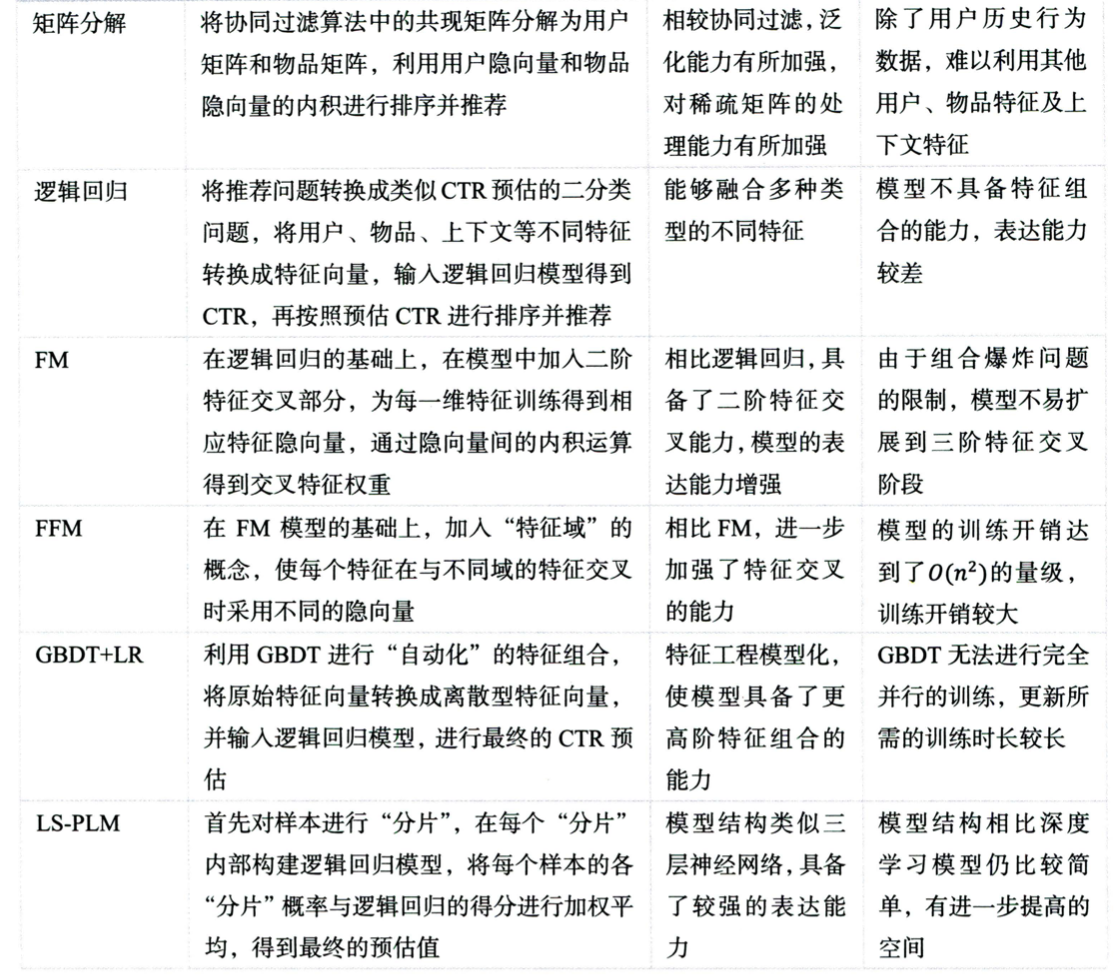 矩阵分解
将协同过滤算法中的共现矩阵分解为用户
矩阵和物品矩阵，利用用户隐向量和物品
隐向量的内积进行排序并推荐
相较协同过滤，泛
化能力有所加强，
对稀疏矩阵的处
理能力有所加强
除了用户历史行为
数据，难以利用其他
用户、物品特征及上
下文特征
逻辑回归
将推荐问题转换成类似 CTR 预估的二分类
问题，将用户、物品、上下文等不同特征
转换成特征向量，输入逻辑回归模型得到
CTR，再按照预估 CTR 进行排序并推荐
能够融合多种类
型的不同特征
模型不具备特征组
合的能力，表达能力
较差
FM
在逻辑回归的基础上，在模型中加入二阶
特征交叉部分，为每一维特征训练得到相
应特征隐向量，通过隐向量间的内积运算
得到交叉特征权重
相比逻辑回归，具
备了二阶特征交
叉能力，模型的表
达能力增强
由于组合爆炸问题
的限制，模型不易扩
展到三阶特征交叉
阶段
FFM
在 FM 模型的基础上，加入“特征域”的
概念，使每个特征在与不同域的特征交叉
时采用不同的隐向量
相比 FM，进一步
加强了特征交叉
的能力
模型的训练开销达
到了O(n²)的量级，
训练开销较大
GBDT+LR
利用 GBDT 进行“自动化”的特征组合，
将原始特征向量转换成离散型特征向量，
并输入逻辑回归模型，进行最终的 CTR 预
估
特征工程模型化，
使模型具备了更
高阶特征组合的
能力
GBDT 无法进行完全
并行的训练，更新所
需的训练时长较长
LS-PLM
首先对样本进行“分片”，在每个“分片”
内部构建逻辑回归模型，将每个样本的各
“分片”概率与逻辑回归的得分进行加权平
均，得到最终的预估值
模型结构类似三
层神经网络，具备
了较强的表达能
力
模型结构相比深度
学习模型仍比较简
单，有进一步提高的
空间